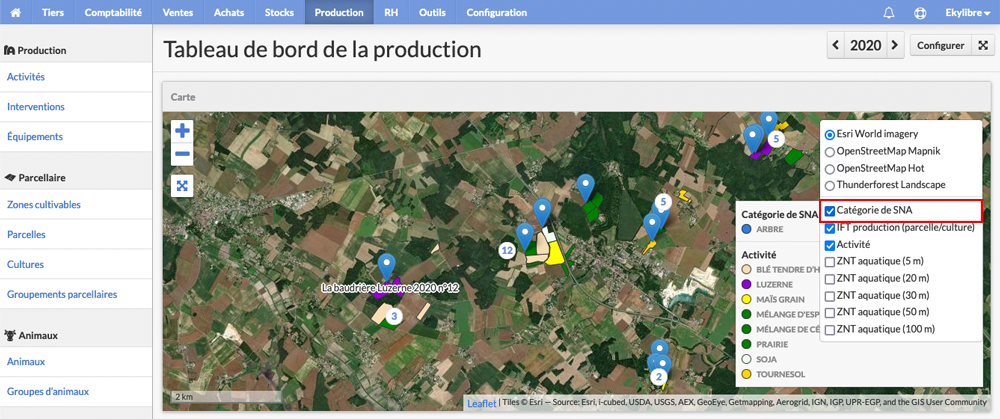 Tiers Comptabilité Ventes Achats Stocks Production RH Outils Configuration Ekylibre
Production
Activités
Interventions
Équipements
Parcellaire
Zones cultivables
Parcelles
Cultures
Groupements parcellaires
Animaux
Animaux
Groupes d'animaux
Tableau de bord de la production
2020
Configurer
Carte
5
5
12
La baudrière Luzerne 2020 n°12
3
2
2 km
Esri World imagery
OpenStreetMap Mapnik
OpenStreetMap Hot
Thunderforest Landscape
Catégorie de SNA
IFT production (parcelle/culture)
Activité
ZNT aquatique (5 m)
ZNT aquatique (20 m)
ZNT aquatique (30 m)
ZNT aquatique (50 m)
ZNT aquatique (100 m)
Catégorie de SNA
ARBRE
Activité
BLÉ TENDRE D'H
LUZERNE
MAÏS GRAIN
MÉLANGE D'ESP
MÉLANGE DE CÉ
PRAIRIE
SOJA
TOURNESOL
Leaflet | Tiles © Esri — Source: Esri, i-cubed, USDA, USGS, AEX, GeoEye, Getmapping, Aerogrid, IGN, IGP, UPR-EGP, and the GIS User Community